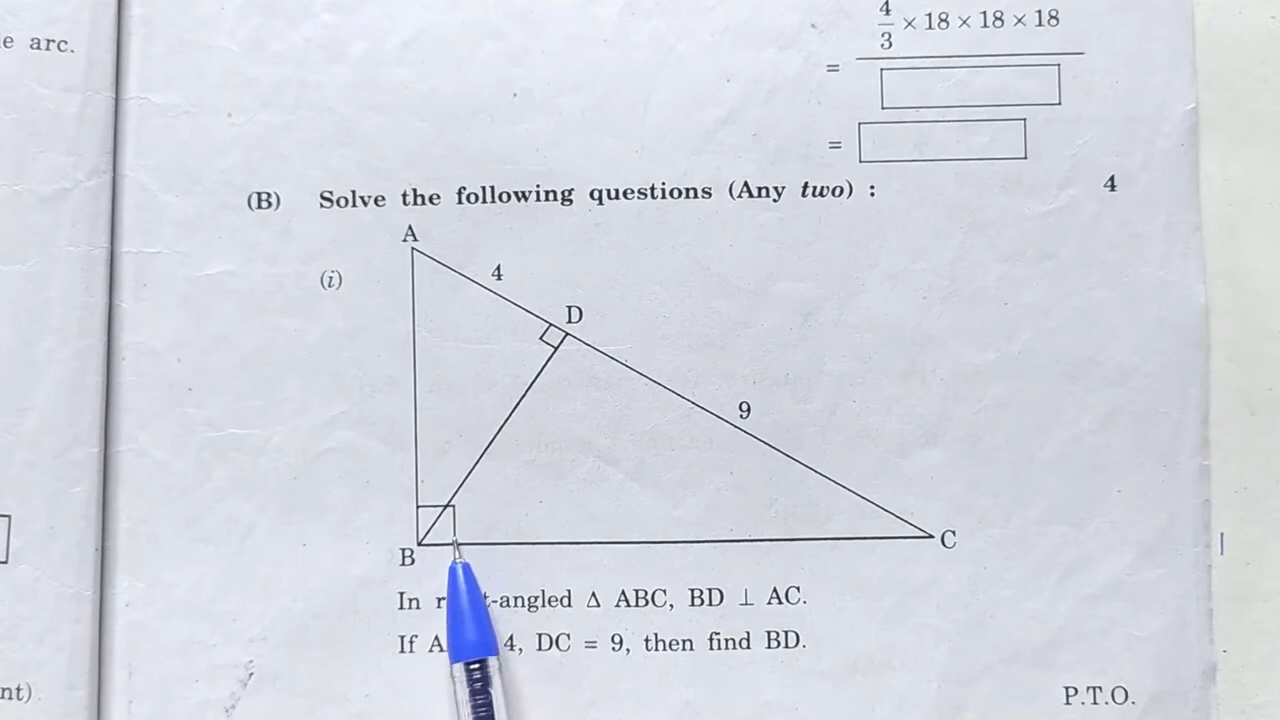 e arc.
4
3
× 18 × 18 × 18
=
=
(B) Solve the following questions (Any two) : 4
(i)
A
4
D
9
B
C
In -angled Δ ABC, BD ⊥ AC.
If 4, DC = 9, then find BD.
nt).
P.T.O.